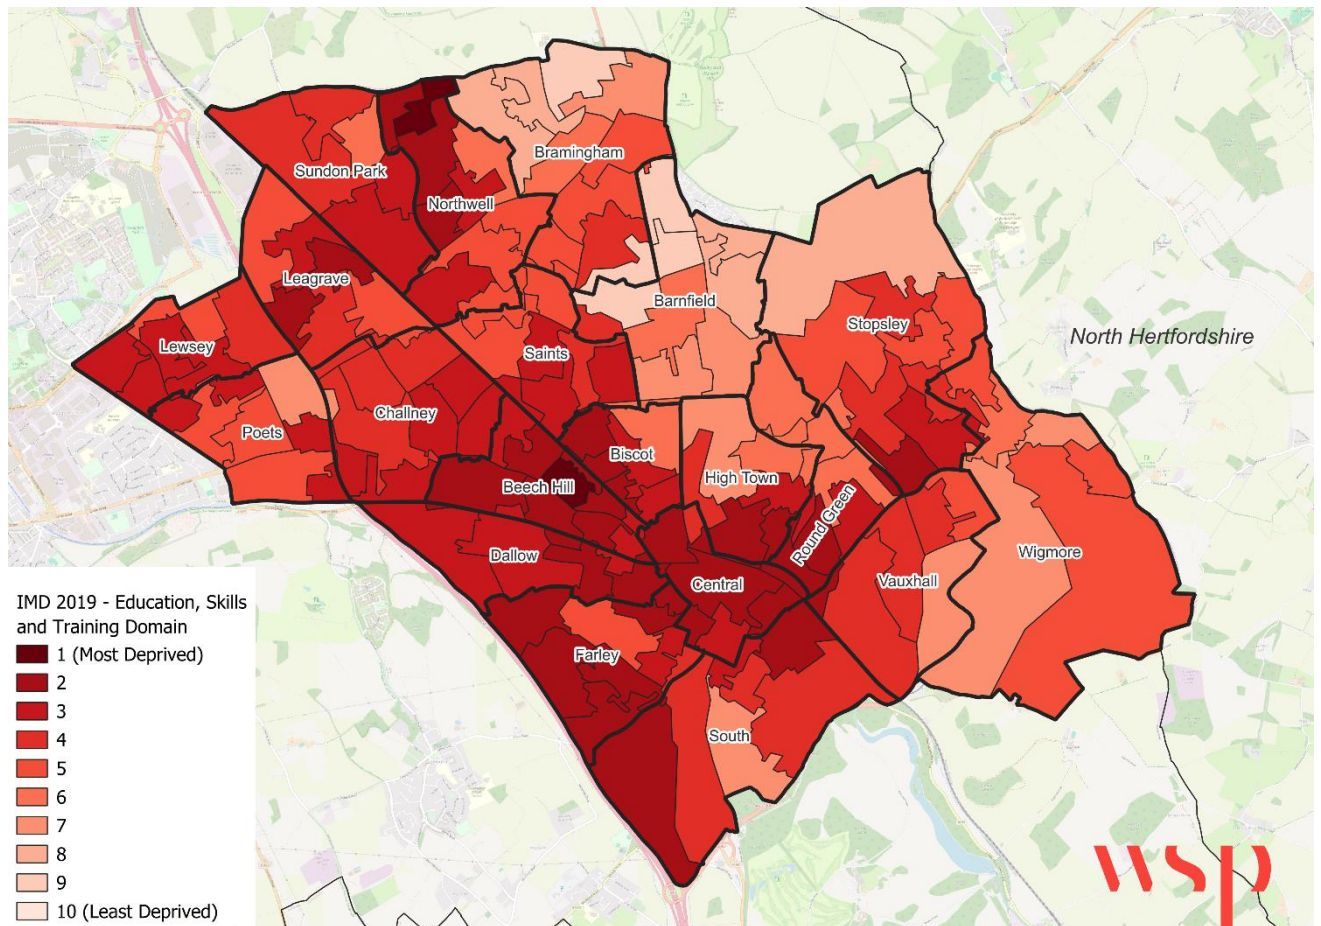 Bramingham
Sundon Park
Northwell
Leagrave
Barnfield
Stopsley
North Hertfordshire
Lewsey
Saints
Challney
Poets
Biscot
High Town
Beech Hill
Round Green
Dallow
Wigmore
Central
Vauxhall
Farley
South
IMD 2019 - Education, Skills
and Training Domain
1 (Most Deprived)
2
3
4
5
6
7
8
9
10 (Least Deprived)
wsp